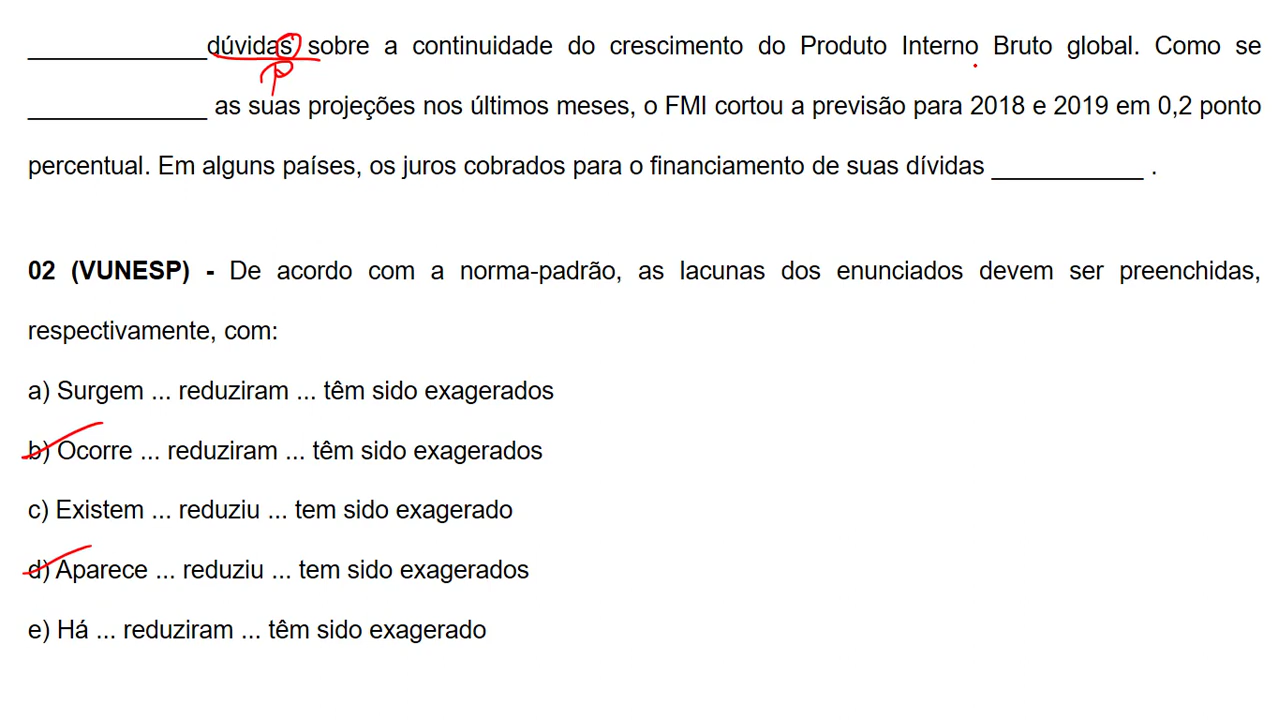 ____________ dúvidas sobre a continuidade do crescimento do Produto Interno Bruto global. Como se
P
____________ as suas projeções nos últimos meses, o FMI cortou a previsão para 2018 e 2019 em 0,2 ponto
percentual. Em alguns países, os juros cobrados para o financiamento de suas dívidas __________ .
02 (VUNESP) - De acordo com a norma-padrão, as lacunas dos enunciados devem ser preenchidas,
respectivamente, com:
a) Surgem ... reduziram ... têm sido exagerados
b) Ocorre ... reduziram ... têm sido exagerados
c) Existem ... reduziu ... tem sido exagerado
d) Aparece ... reduziu ... tem sido exagerados
e) Há ... reduziram ... têm sido exagerado